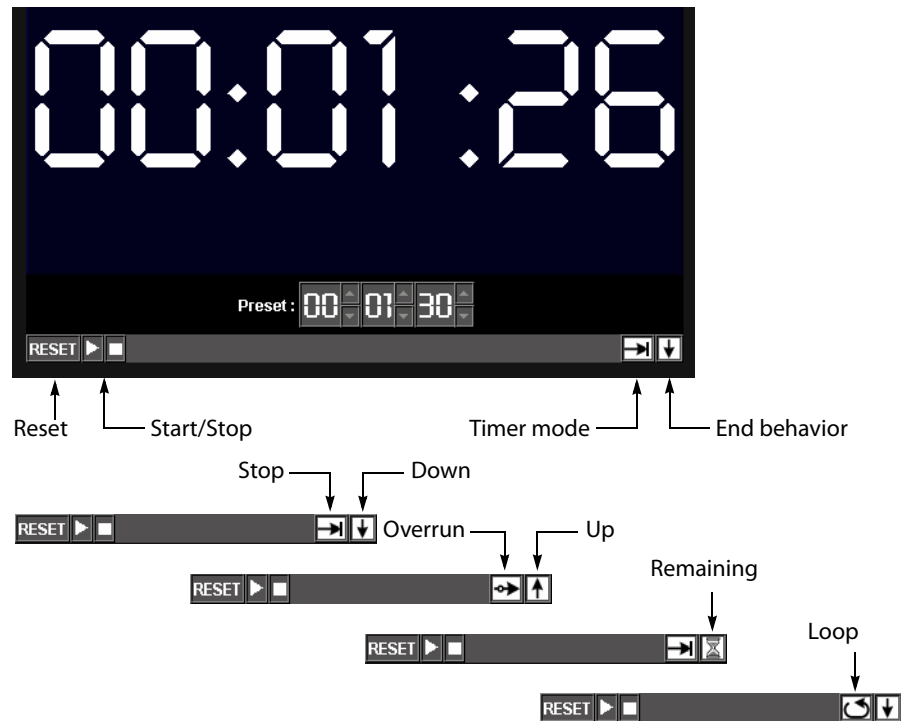 00:01:26
Preset: 00 01 30
RESET
Reset Start/Stop Timer mode End behavior
Stop Down
RESET Overrun Up
RESET Remaining
RESET Loop
RESET